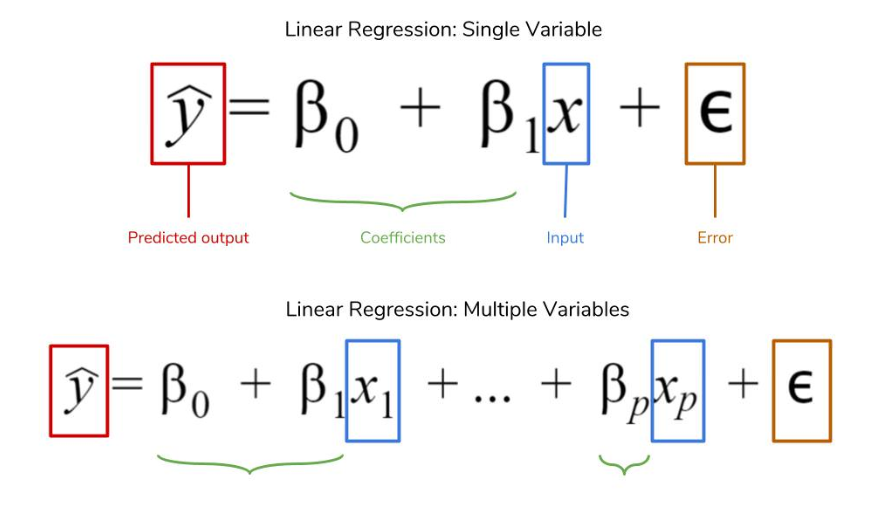 Linear Regression: Single Variable
ŷ = β₀ + β₁x + ϵ
Predicted output Coefficients Input Error
Linear Regression: Multiple Variables
ŷ = β₀ + β₁x₁ + ... + βₚxₚ + ϵ